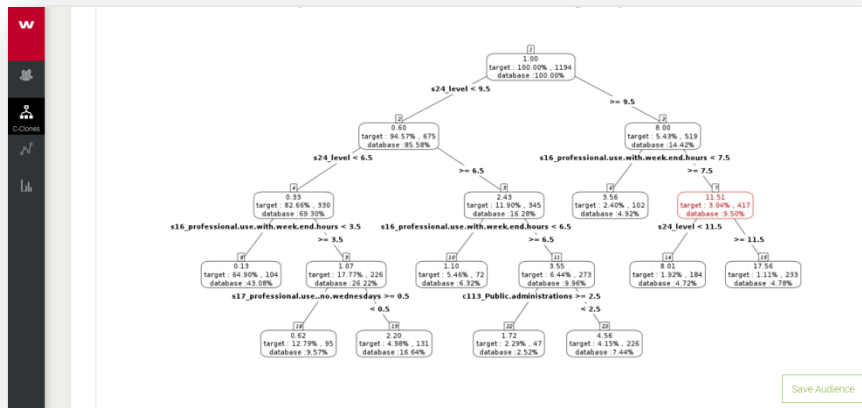 w
C-Clones
1
1.00
target : 100.00% , 1194
database :100.00%
s24_level < 9.5
>= 9.5
2
0.60
target : 94.57% , 675
database :85.58%
3
8.00
target : 5.43% , 519
database :14.42%
s24_level < 6.5
>= 6.5
s16_professional.use.with.week.end.hours < 7.5
>= 7.5
4
0.33
target : 82.66% , 330
database :69.30%
5
2.43
target : 11.90% , 345
database :16.28%
6
3.56
target : 2.40% , 102
database :4.92%
7
11.51
target : 3.04% , 417
database :9.50%
s16_professional.use.with.week.end.hours < 3.5
>= 3.5
s16_professional.use.with.week.end.hours < 6.5
>= 6.5
s24_level < 11.5
>= 11.5
8
0.13
target : 64.90% , 104
database :43.08%
9
1.07
target : 17.77% , 226
database :26.22%
10
1.10
target : 5.46% , 72
database :6.32%
11
3.55
target : 6.44% , 273
database :9.96%
14
8.01
target : 1.92% , 184
database :4.72%
15
17.56
target : 1.11% , 233
database :4.78%
s17_professional.use..no.wednesdays >= 0.5
< 0.5
c113_Public.administrations >= 2.5
< 2.5
18
0.62
target : 12.79% , 95
database :9.57%
19
2.20
target : 4.98% , 131
database :16.64%
22
1.72
target : 2.29% , 47
database :2.52%
23
4.56
target : 4.15% , 226
database :7.44%
Save Audience